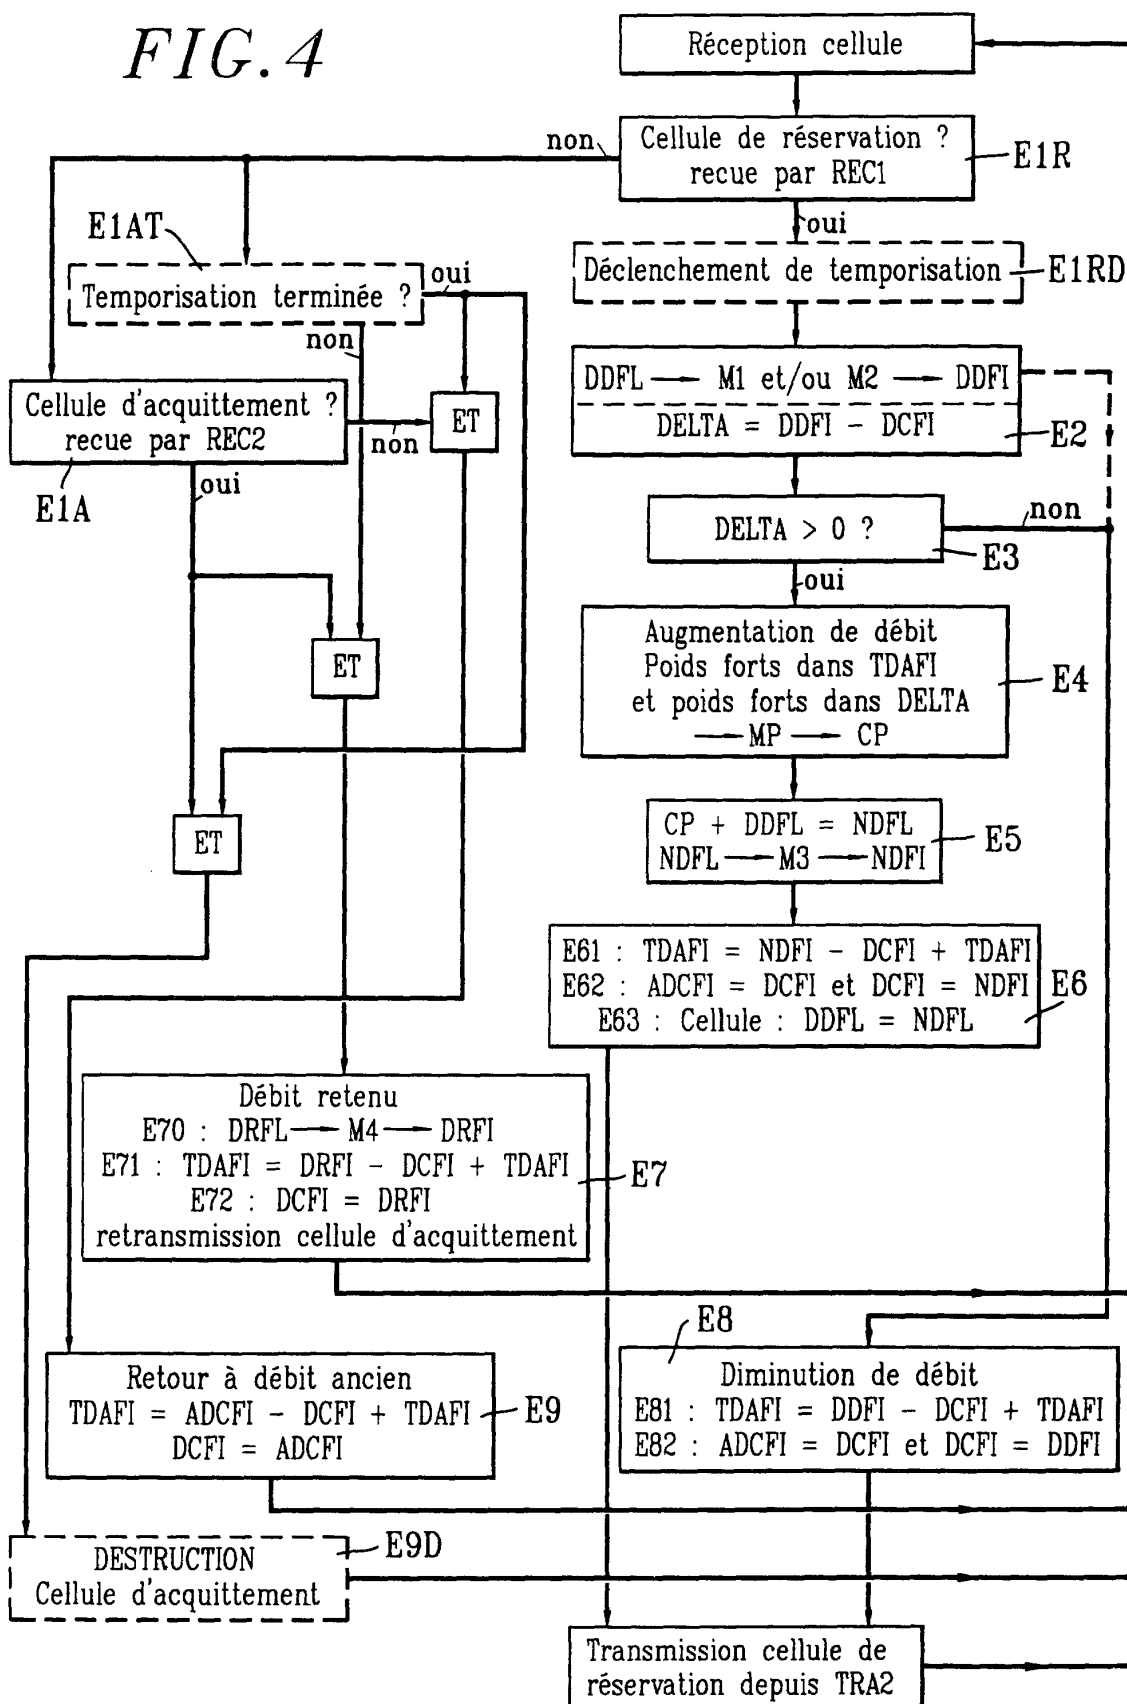 FIG.4
Réception cellule
Cellule de réservation ?
recue par REC1
E1R
non
oui
E1AT
Temporisation terminée ?
oui
non
Déclenchement de temporisation
E1RD
DDFL → M1 et/ou M2 → DDFI
DELTA = DDFI - DCFI
E2
Cellule d'acquittement ?
recue par REC2
E1A
non
oui
ET
DELTA > 0 ?
E3
non
oui
Augmentation de débit
Poids forts dans TDAFI
et poids forts dans DELTA
→ MP → CP
E4
ET
CP + DDFL = NDFL
NDFL → M3 → NDFI
E5
ET
E61 : TDAFI = NDFI - DCFI + TDAFI
E62 : ADCFI = DCFI et DCFI = NDFI
E63 : Cellule : DDFL = NDFL
E6
Débit retenu
E70 : DRFL → M4 → DRFI
E71 : TDAFI = DRFI - DCFI + TDAFI
E72 : DCFI = DRFI
retransmission cellule d'acquittement
E7
E8
Diminution de débit
E81 : TDAFI = DDFI - DCFI + TDAFI
E82 : ADCFI = DCFI et DCFI = DDFI
Retour à débit ancien
TDAFI = ADCFI - DCFI + TDAFI
DCFI = ADCFI
E9
DESTRUCTION
Cellule d'acquittement
E9D
Transmission cellule de
réservation depuis TRA2